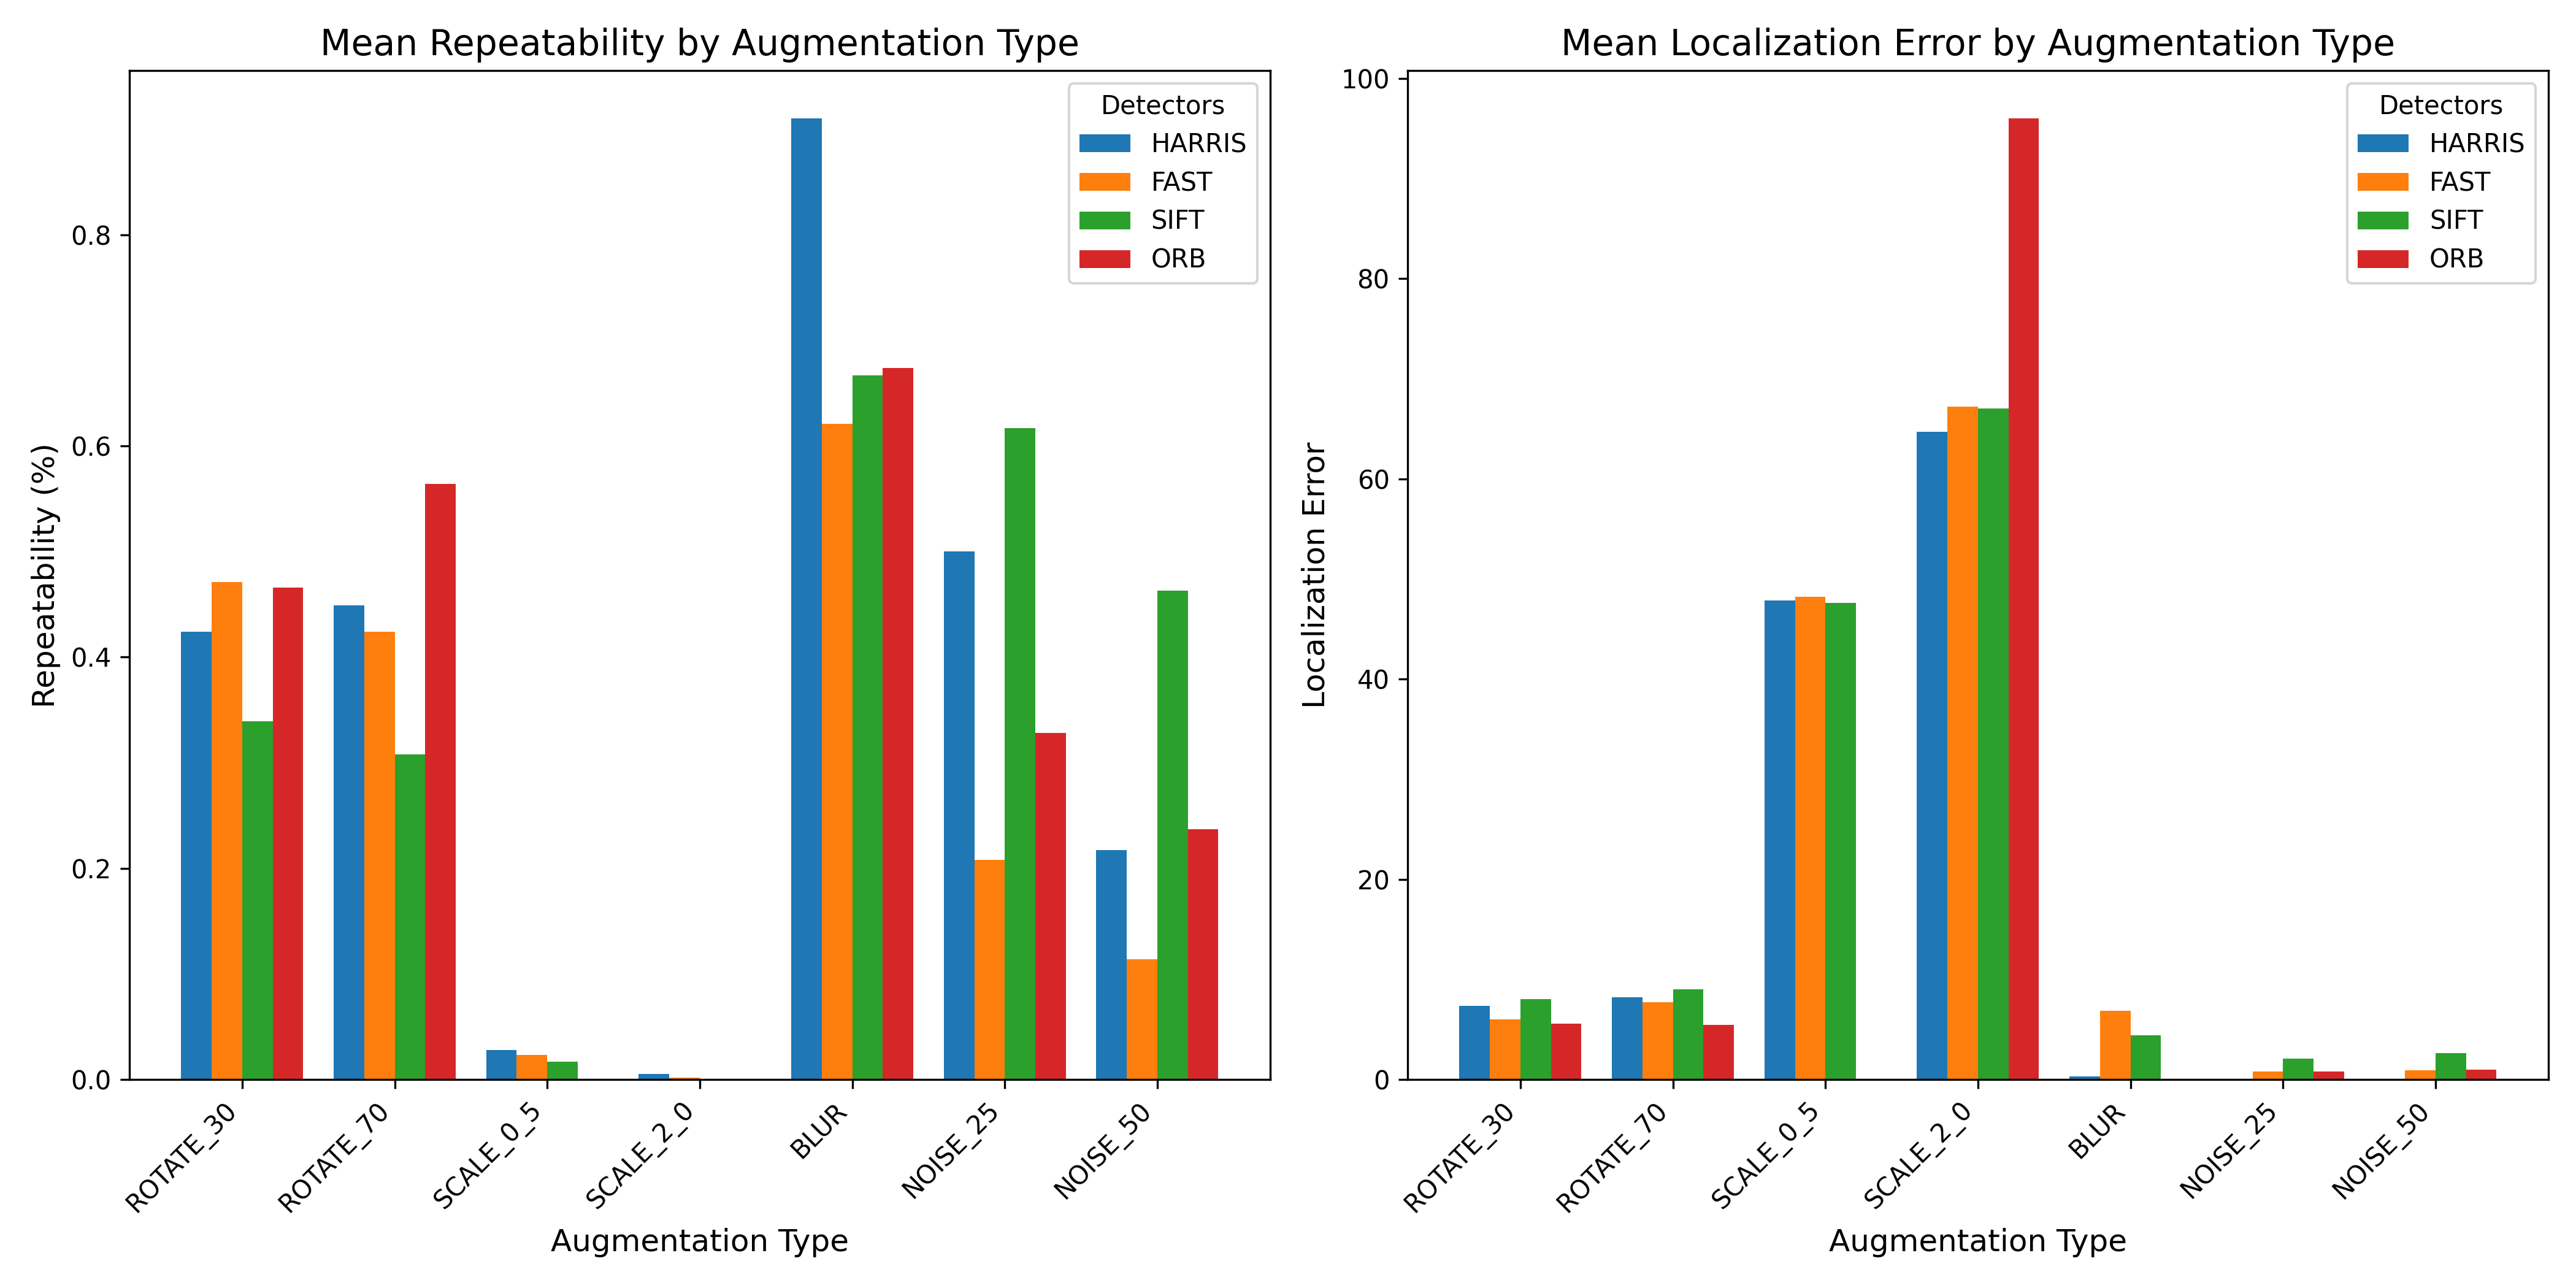 Mean Repeatability by Augmentation Type
Repeatability (%)
0.8
0.6
0.4
0.2
0.0
Detectors
HARRIS
FAST
SIFT
ORB
ROTATE_30
ROTATE_70
SCALE_0_5
SCALE_2_0
BLUR
NOISE_25
NOISE_50
Augmentation Type
Mean Localization Error by Augmentation Type
Localization Error
100
80
60
40
20
0
Detectors
HARRIS
FAST
SIFT
ORB
ROTATE_30
ROTATE_70
SCALE_0_5
SCALE_2_0
BLUR
NOISE_25
NOISE_50
Augmentation Type